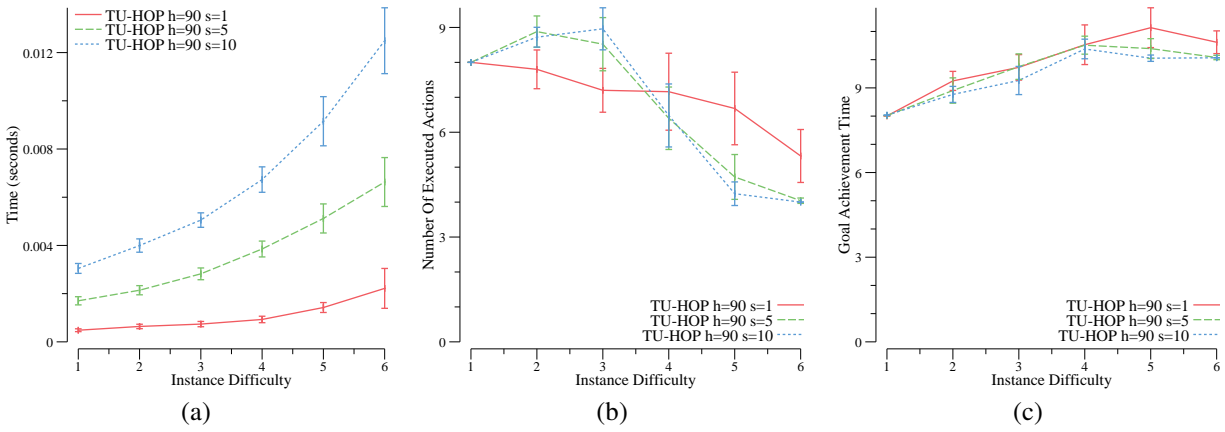 TU-HOP h=90 s=1
TU-HOP h=90 s=5
TU-HOP h=90 s=10
Time (seconds)
0.012
0.008
0.004
0
1 2 3 4 5 6
Instance Difficulty
(a)
Number Of Executed Actions
9
6
3
0
TU-HOP h=90 s=1
TU-HOP h=90 s=5
TU-HOP h=90 s=10
1 2 3 4 5 6
Instance Difficulty
(b)
Goal Achievement Time
9
6
3
0
TU-HOP h=90 s=1
TU-HOP h=90 s=5
TU-HOP h=90 s=10
1 2 3 4 5 6
Instance Difficulty
(c)